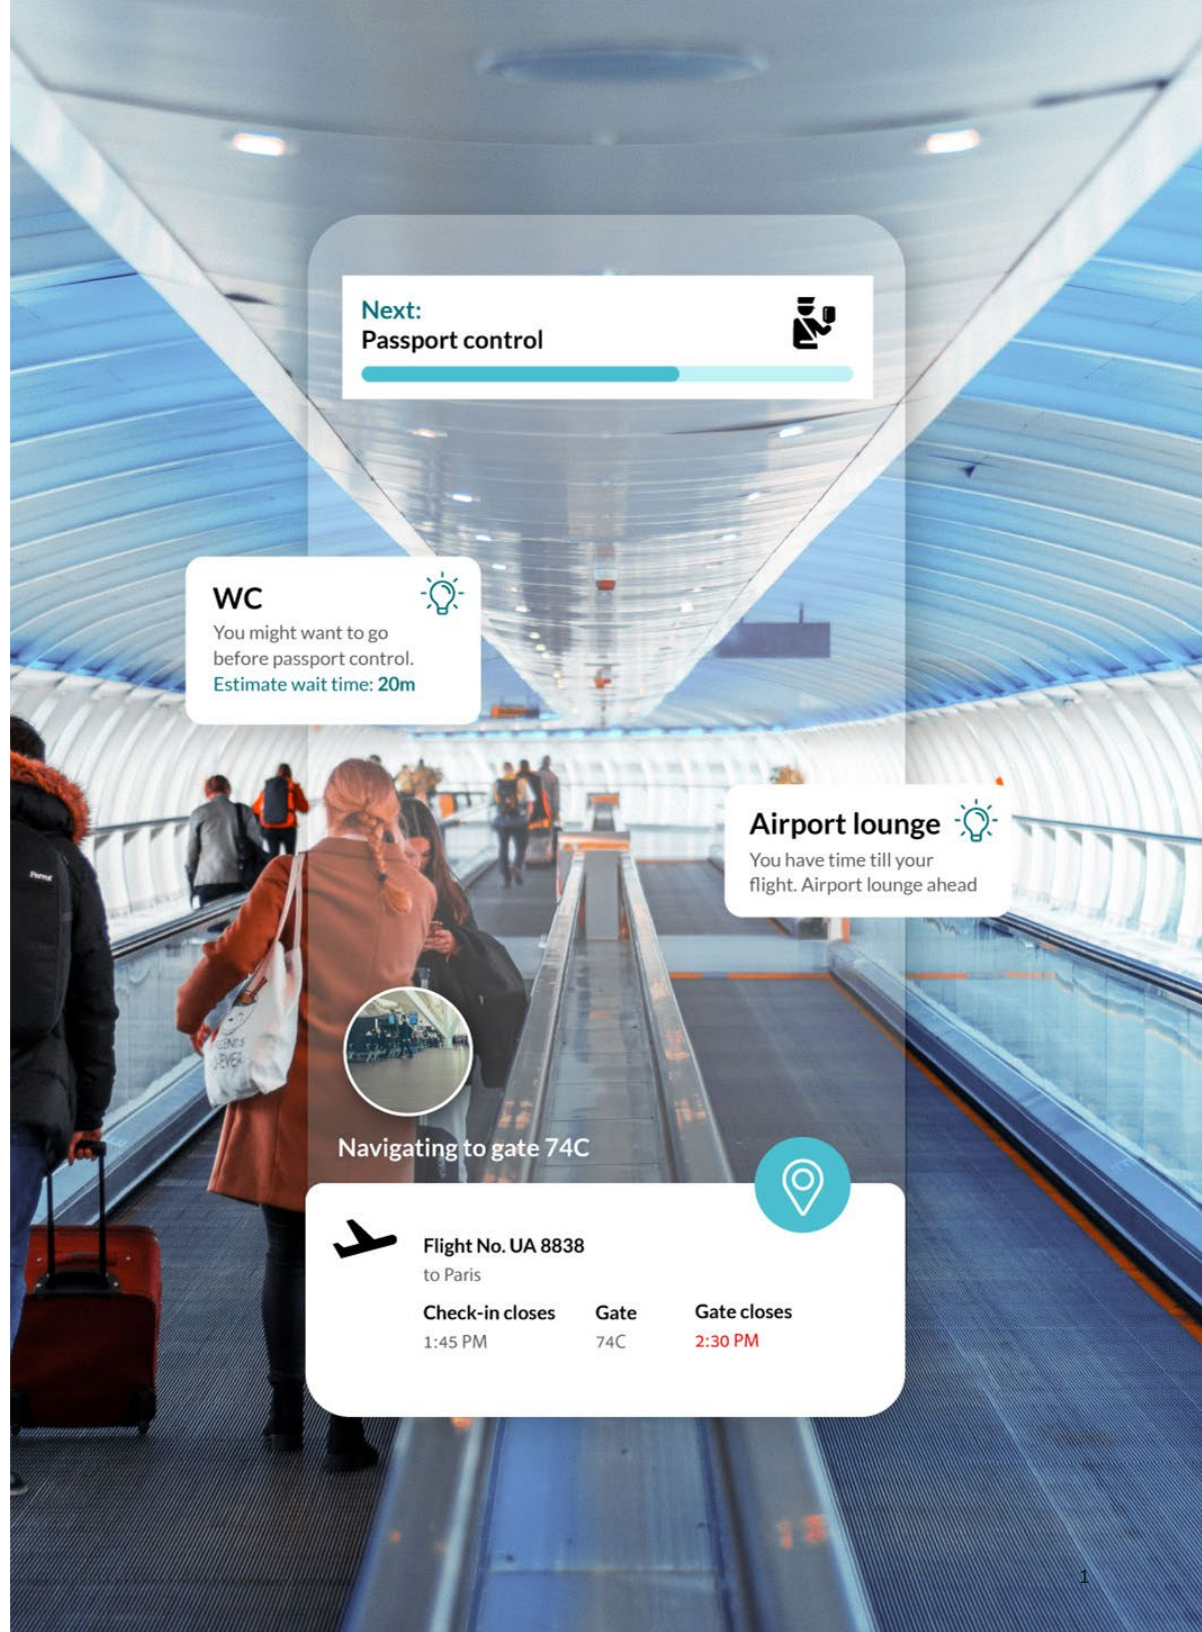 Next:
Passport control
WC
You might want to go
before passport control.
Estimate wait time: 20m
Airport lounge
You have time till your
flight. Airport lounge ahead
Parrot
Navigating to gate 74C
Flight No. UA 8838
to Paris
Check-in closes Gate Gate closes
1:45 PM 74C 2:30 PM
1